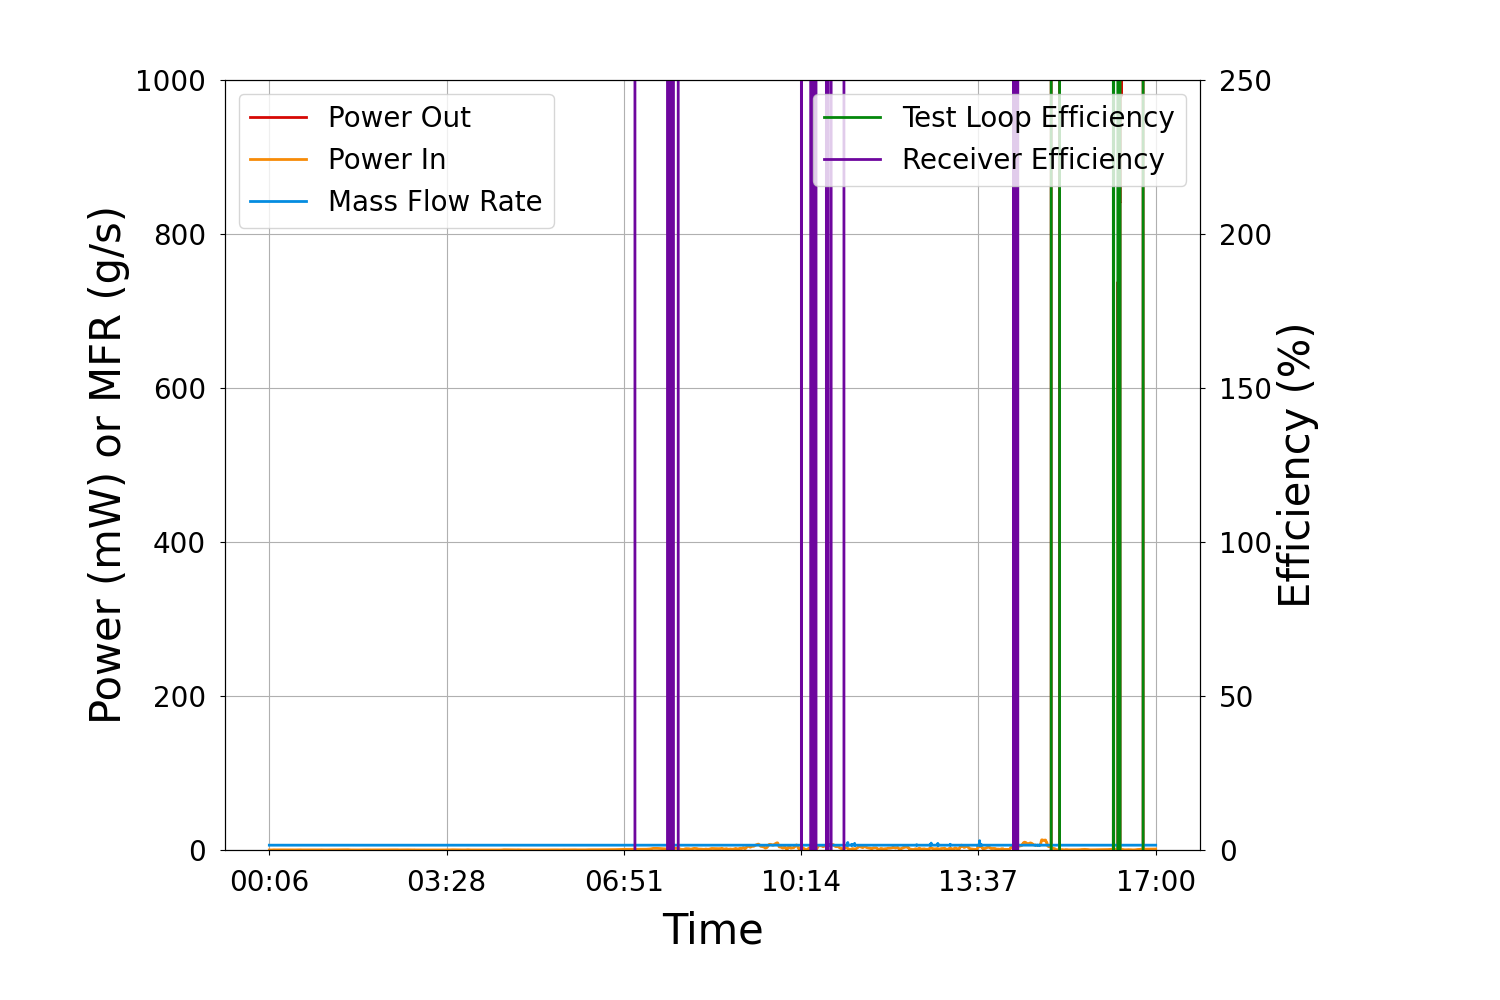 1000
800
600
400
200
0
Power (mW) or MFR (g/s)
Power Out
Power In
Mass Flow Rate
Test Loop Efficiency
Receiver Efficiency
250
200
150
100
50
0
Efficiency (%)
00:06 03:28 06:51 10:14 13:37 17:00
Time